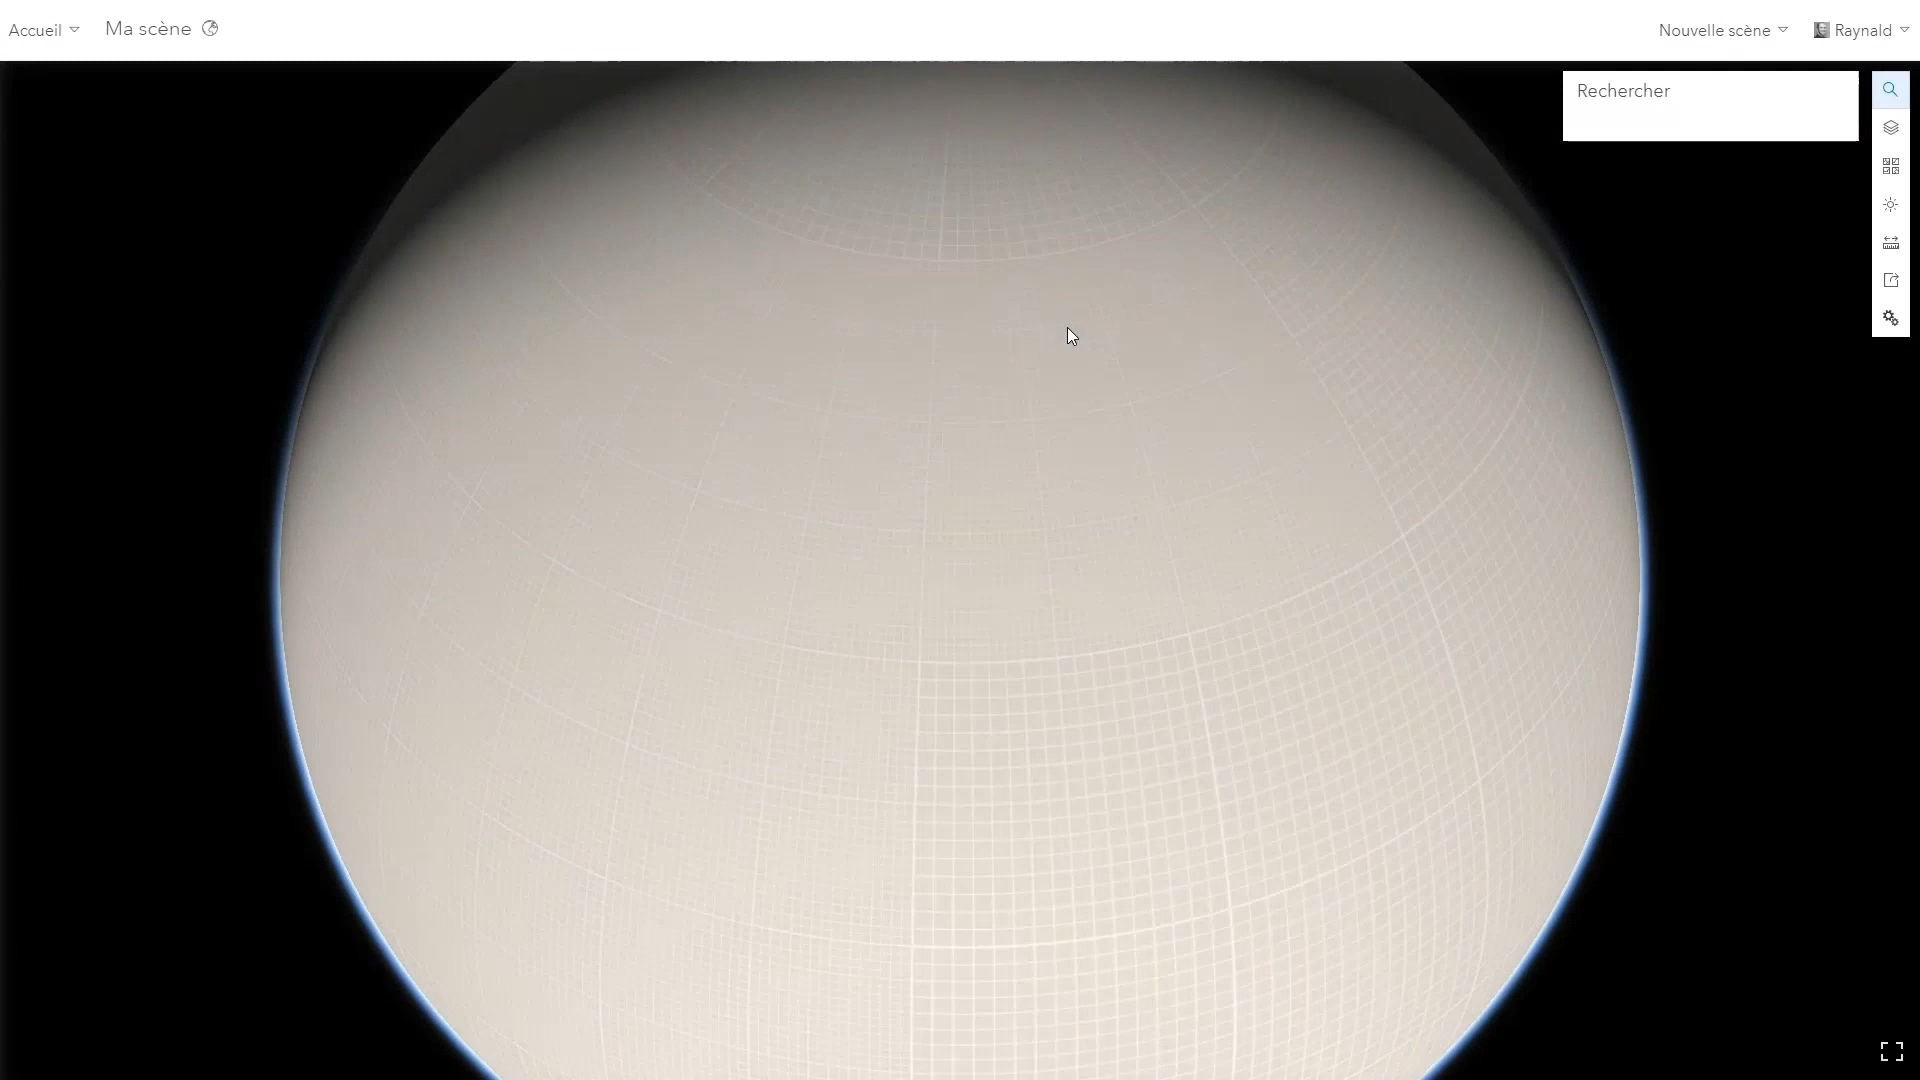 Accueil
Ma scène
Nouvelle scène
Raynald
Rechercher